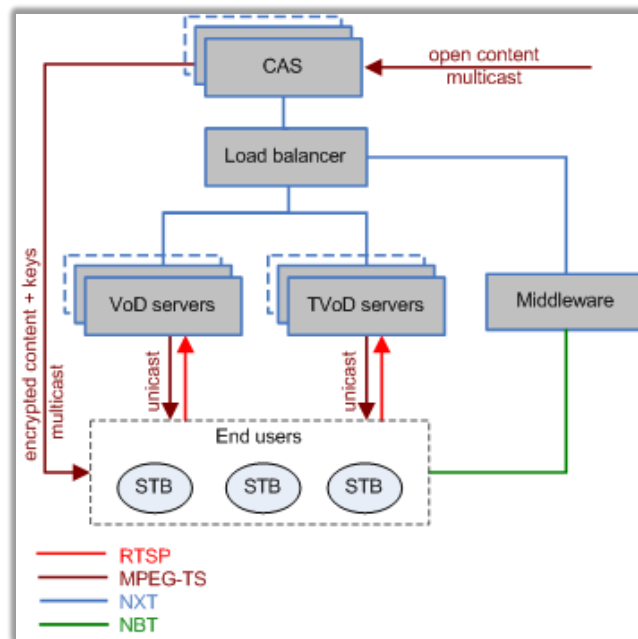 CAS
open content
multicast
Load balancer
VoD servers
TVoD servers
Middleware
encrypted content + keys
multicast
unicast
unicast
End users
STB
STB
STB
RTSP
MPEG-TS
NXT
NBT